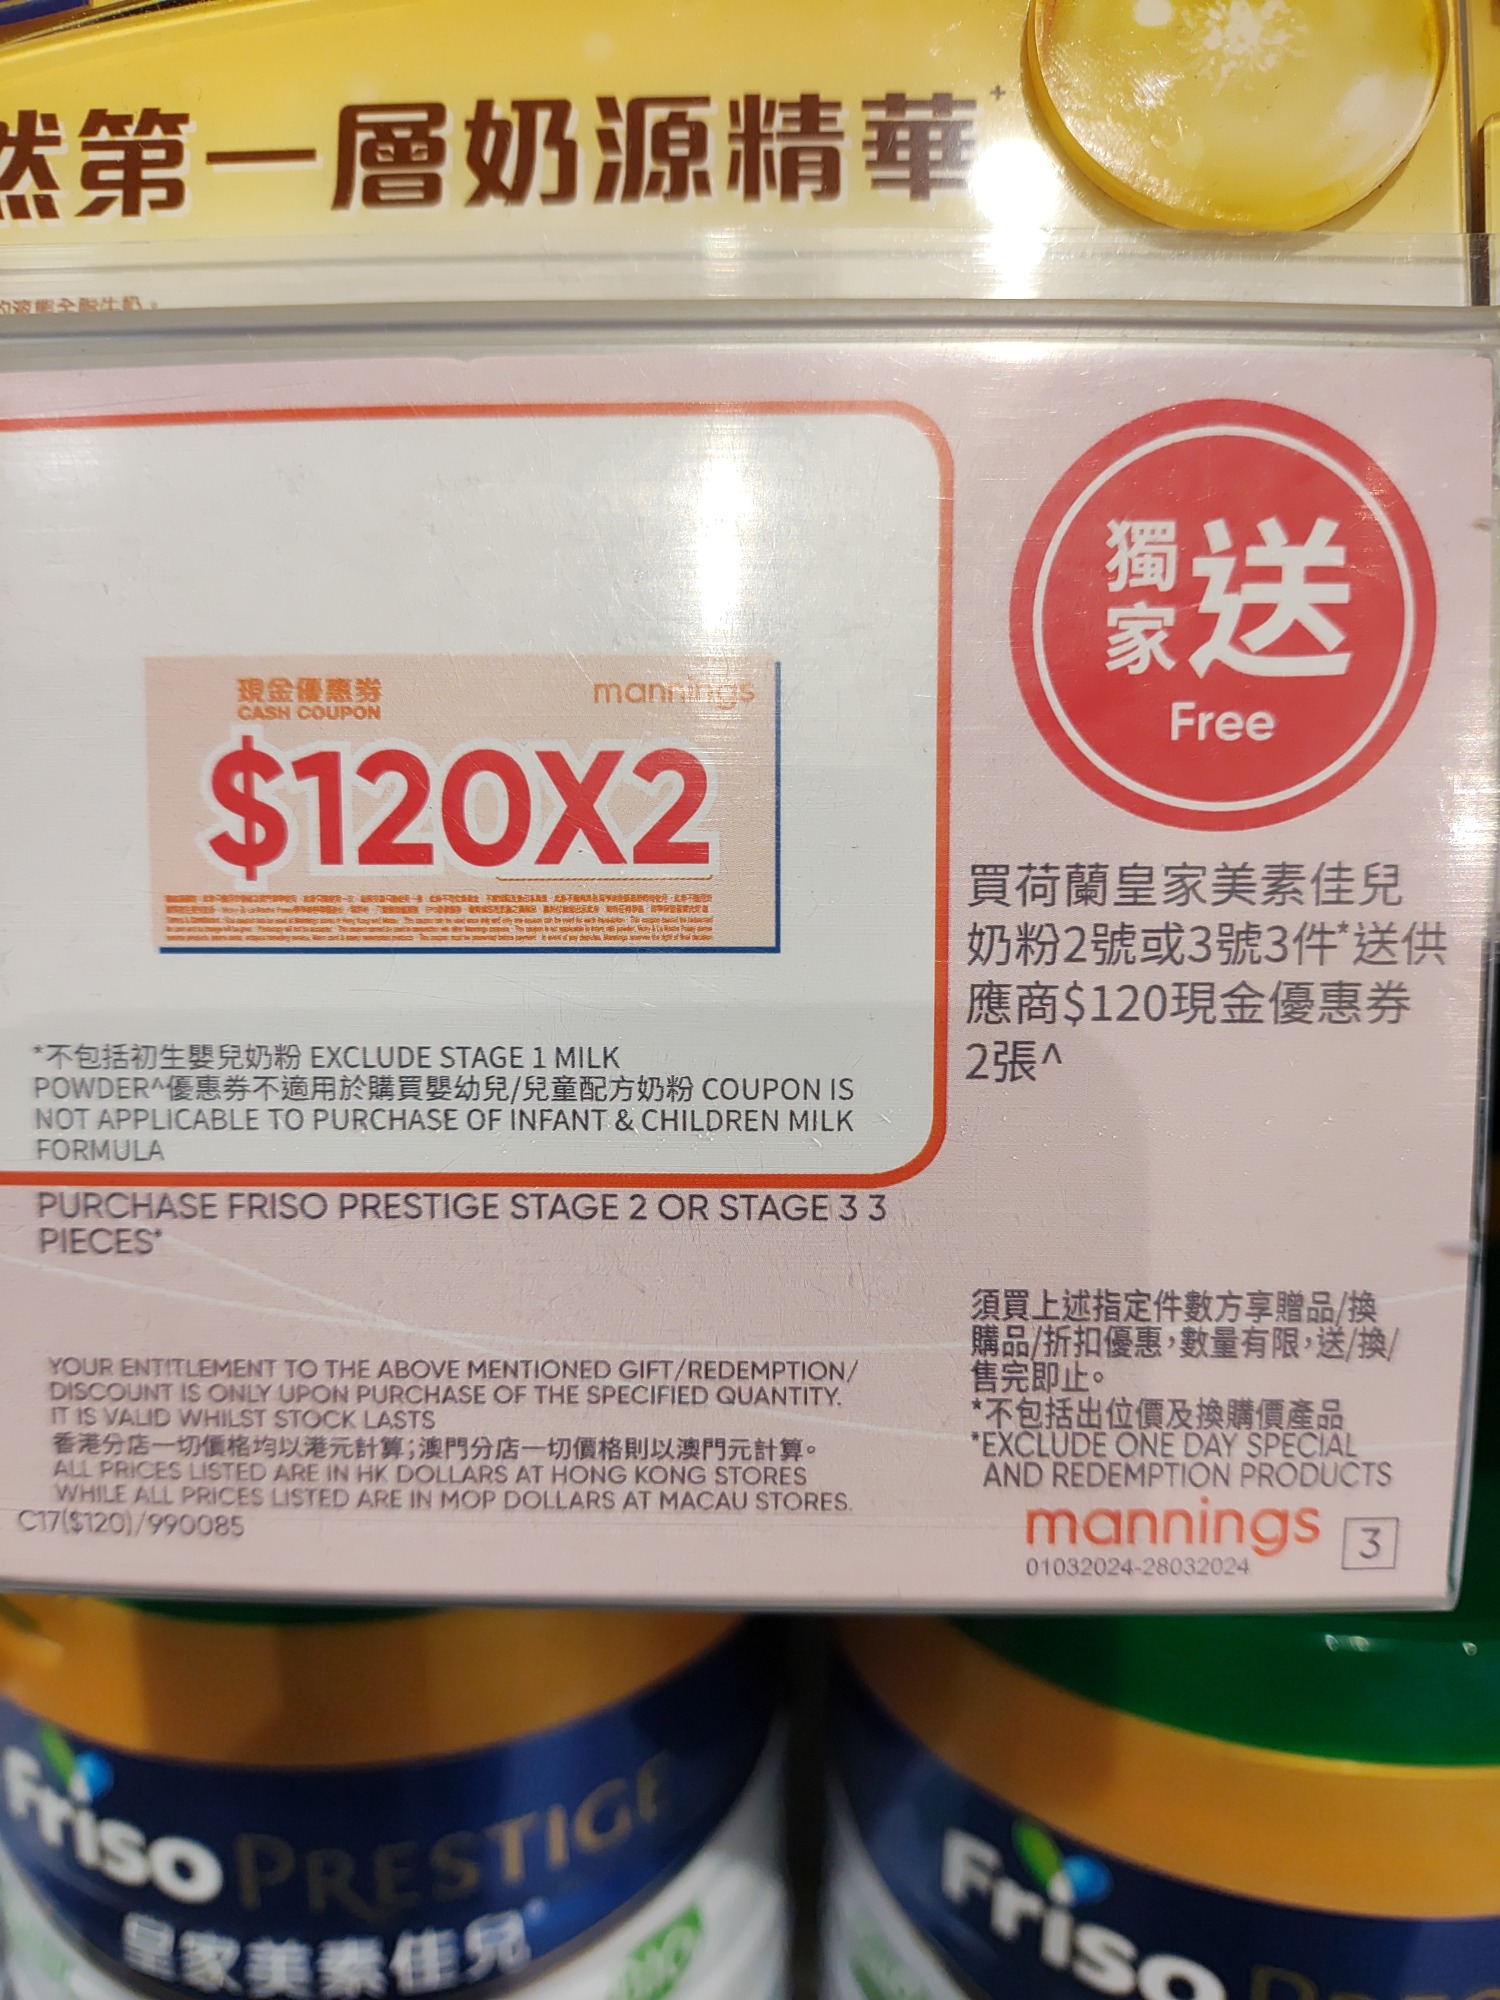 然第一層奶源精華+
獨家送
Free
現金優惠券
CASH COUPON
mannings
$120X2
買荷蘭皇家美素佳兒
奶粉2號或3號3件*送供
應商$120現金優惠券
2張^
*不包括初生嬰兒奶粉 EXCLUDE STAGE 1 MILK
POWDER^優惠券不適用於購買嬰幼兒/兒童配方奶粉 COUPON IS
NOT APPLICABLE TO PURCHASE OF INFANT & CHILDREN MILK
FORMULA
PURCHASE FRISO PRESTIGE STAGE 2 OR STAGE 3 3
PIECES*
須買上述指定件數方享贈品/換
購品/折扣優惠，數量有限，送/換/
售完即止。
*不包括出位價及換購價產品
*EXCLUDE ONE DAY SPECIAL
AND REDEMPTION PRODUCTS
YOUR ENTITLEMENT TO THE ABOVE MENTIONED GIFT/REDEMPTION/
DISCOUNT IS ONLY UPON PURCHASE OF THE SPECIFIED QUANTITY.
IT IS VALID WHILST STOCK LASTS
香港分店一切價格均以港元計算；澳門分店一切價格則以澳門元計算。
ALL PRICES LISTED ARE IN HK DOLLARS AT HONG KONG STORES
WHILE ALL PRICES LISTED ARE IN MOP DOLLARS AT MACAU STORES.
C17($120)/990085
mannings
01032024-28032024
3
Friso PRESTIGE
皇家美素佳兒
Friso